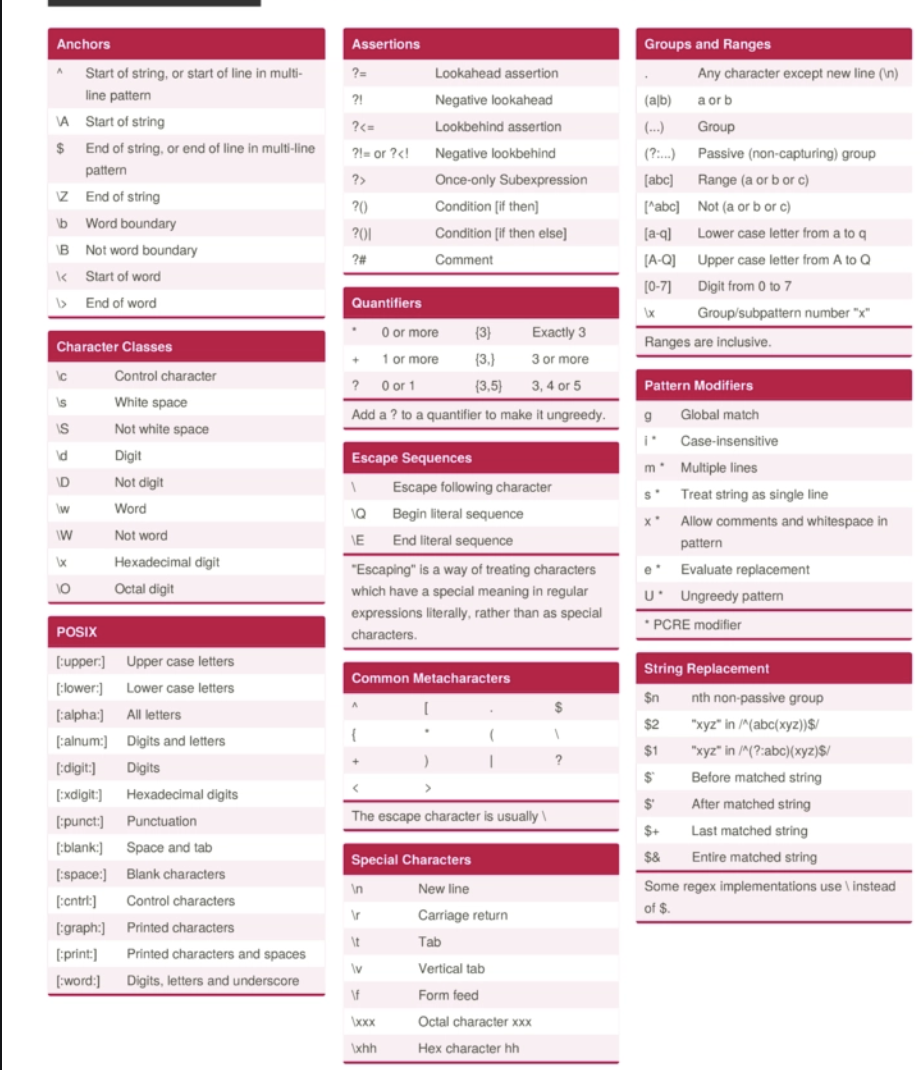 Anchors
^ Start of string, or start of line in multi-
line pattern
\A Start of string
$ End of string, or end of line in multi-line
pattern
\Z End of string
\b Word boundary
\B Not word boundary
\< Start of word
\> End of word
Character Classes
\c Control character
\s White space
\S Not white space
\d Digit
\D Not digit
\w Word
\W Not word
\x Hexadecimal digit
\O Octal digit
POSIX
[:upper:] Upper case letters
[:lower:] Lower case letters
[:alpha:] All letters
[:alnum:] Digits and letters
[:digit:] Digits
[:xdigit:] Hexadecimal digits
[:punct:] Punctuation
[:blank:] Space and tab
[:space:] Blank characters
[:cntrl:] Control characters
[:graph:] Printed characters
[:print:] Printed characters and spaces
[:word:] Digits, letters and underscore
Assertions
?= Lookahead assertion
?! Negative lookahead
?<= Lookbehind assertion
?!= or ?<! Negative lookbehind
?> Once-only Subexpression
?() Condition [if then]
?()| Condition [if then else]
?# Comment
Quantifiers
* 0 or more {3} Exactly 3
+ 1 or more {3,} 3 or more
? 0 or 1 {3,5} 3, 4 or 5
Add a ? to a quantifier to make it ungreedy.
Escape Sequences
\ Escape following character
\Q Begin literal sequence
\E End literal sequence
"Escaping" is a way of treating characters
which have a special meaning in regular
expressions literally, rather than as special
characters.
Common Metacharacters
^ [ . $
{ * ( \
+ ) | ?
< >
The escape character is usually \
Special Characters
\n New line
\r Carriage return
\t Tab
\v Vertical tab
\f Form feed
\xxx Octal character xxx
\xhh Hex character hh
Groups and Ranges
. Any character except new line (\n)
(a|b) a or b
(...) Group
(?:...) Passive (non-capturing) group
[abc] Range (a or b or c)
[^abc] Not (a or b or c)
[a-q] Lower case letter from a to q
[A-Q] Upper case letter from A to Q
[0-7] Digit from 0 to 7
\x Group/subpattern number "x"
Ranges are inclusive.
Pattern Modifiers
g Global match
i * Case-insensitive
m * Multiple lines
s * Treat string as single line
x * Allow comments and whitespace in
pattern
e * Evaluate replacement
U * Ungreedy pattern
* PCRE modifier
String Replacement
$n nth non-passive group
$2 "xyz" in /^(abc(xyz))$/
$1 "xyz" in /^(?:abc)(xyz)$/
$` Before matched string
$' After matched string
$+ Last matched string
$& Entire matched string
Some regex implementations use \ instead
of $.